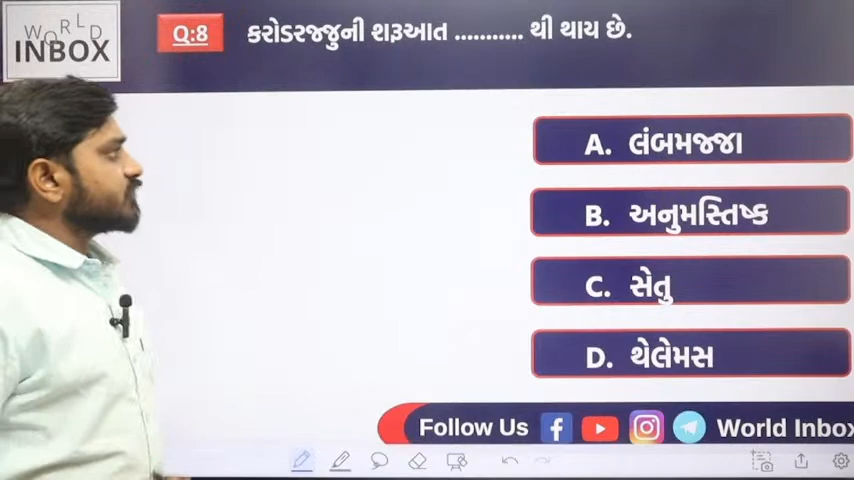 WORLD
INBOX
Q:8 કરોડરજ્જુની શરૂઆત ........... થી થાય છે.
A. લંબમજ્જા
B. અનુમસ્તિષ્ક
C. સેતુ
D. થેલેમસ
Follow Us World Inbox